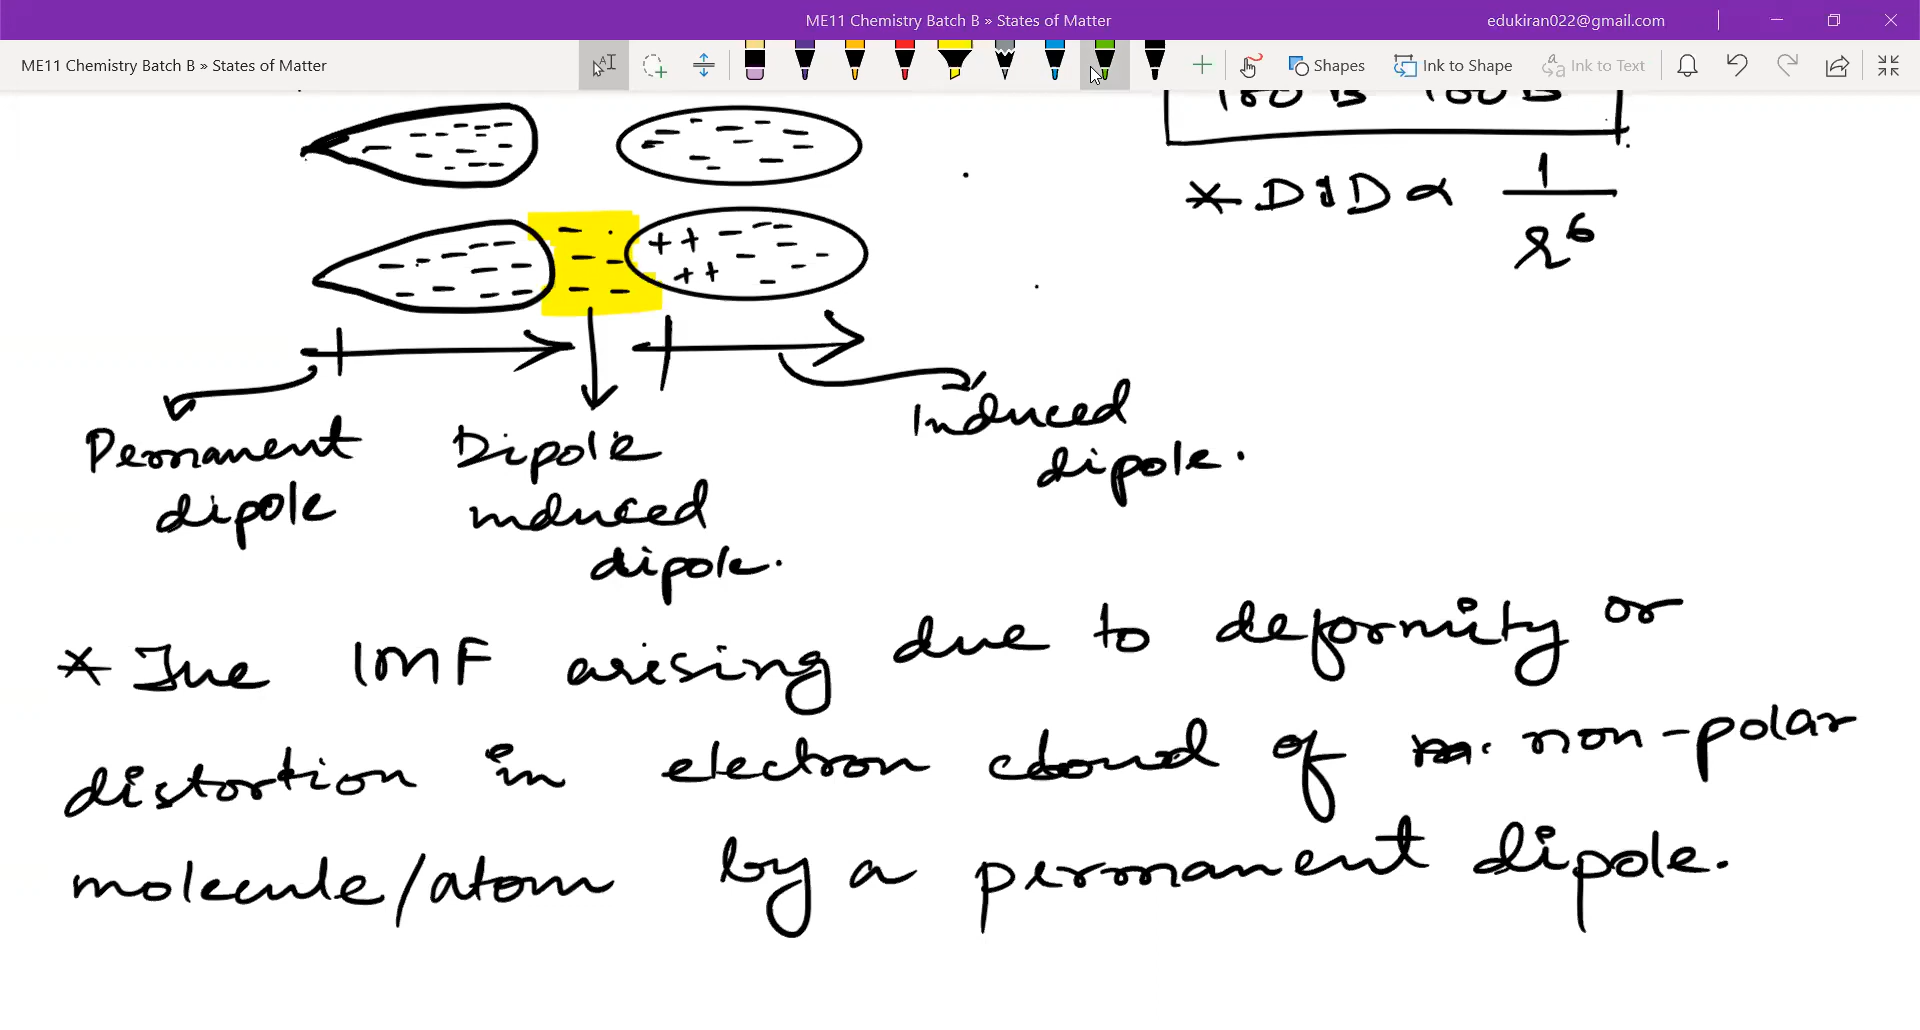 ME11 Chemistry Batch B » States of Matter
edukiran022@gmail.com
ME11 Chemistry Batch B » States of Matter
Shapes
Ink to Shape
Ink to Text
* DID ∝ 1
r⁶
++
++
Permanent
dipole
Dipole
induced
dipole.
Induced
dipole.
* The IMF arising due to deformity or
distortion in electron cloud of non-polar
molecule/atom by a permanent dipole.